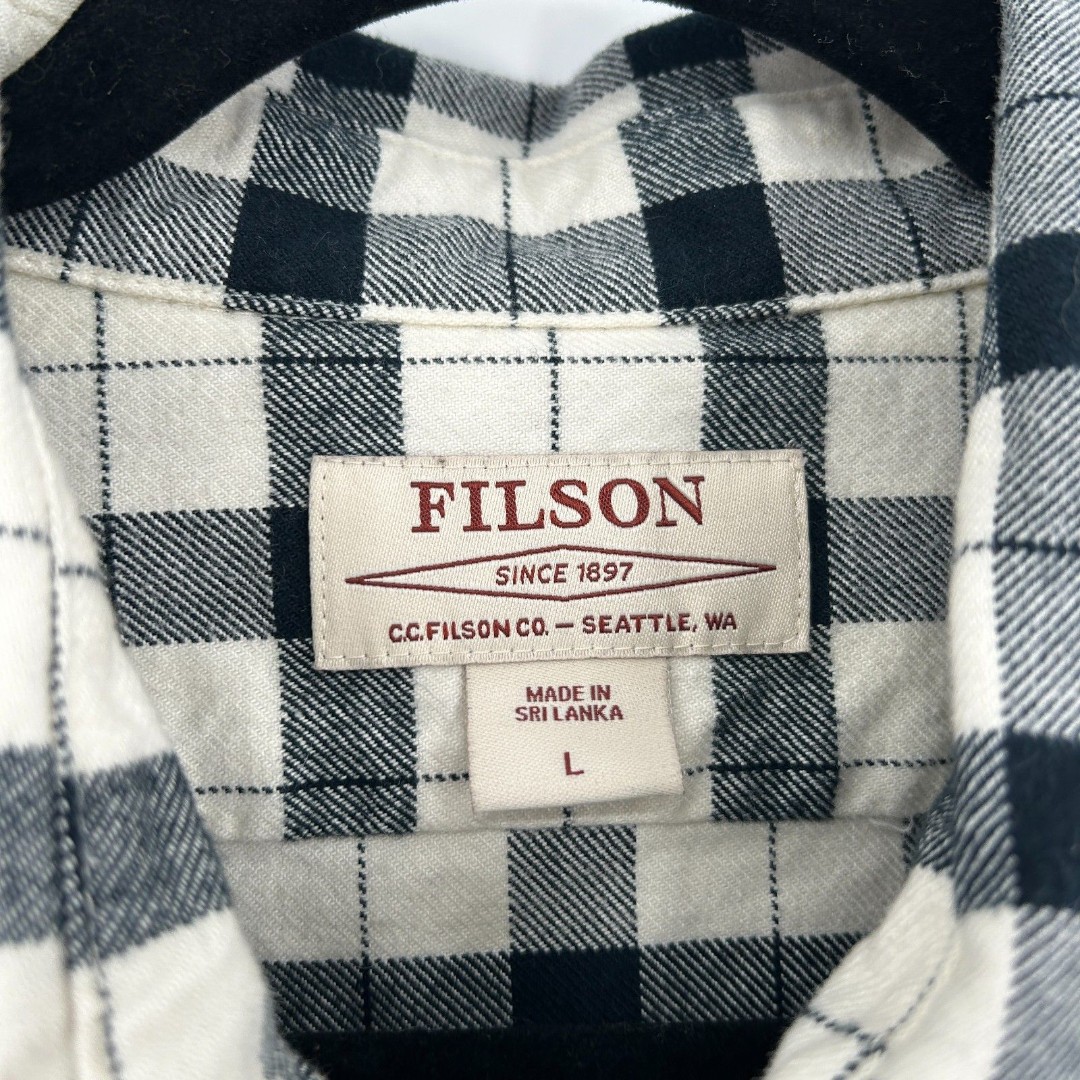 FILSON
SINCE 1897
C.C.FILSON CO. – SEATTLE, WA
MADE IN
SRI LANKA
L